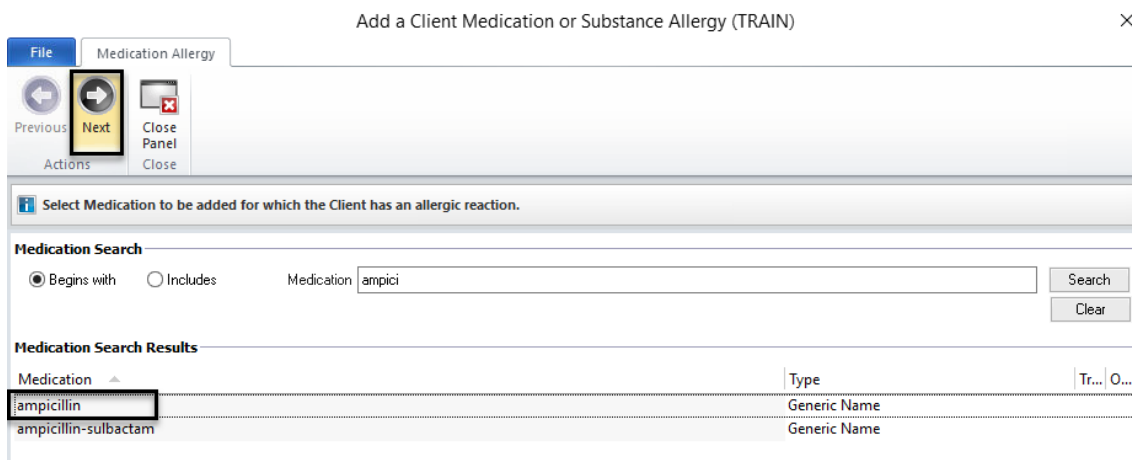 Add a Client Medication or Substance Allergy (TRAIN)
File Medication Allergy
Previous Next Close Panel
Actions Close
Select Medication to be added for which the Client has an allergic reaction.
Medication Search
Begins with Includes Medication ampici Search
Clear
Medication Search Results
Medication Type Tr... O...
ampicillin Generic Name
ampicillin-sulbactam Generic Name